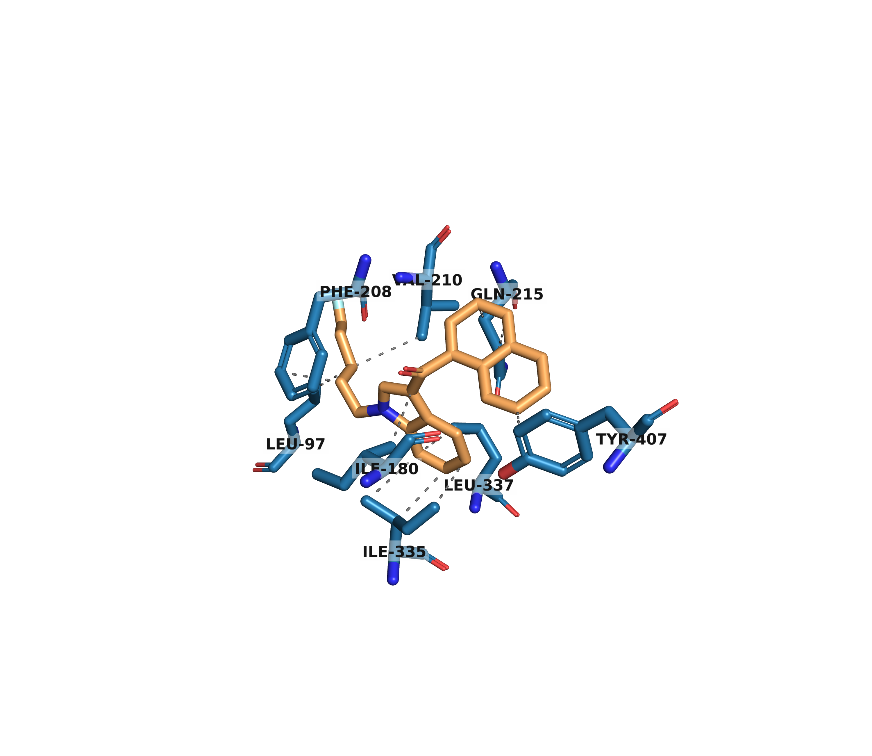 PHE-208
VAL-210
GLN-215
LEU-97
ILE-180
LEU-337
TYR-407
ILE-335